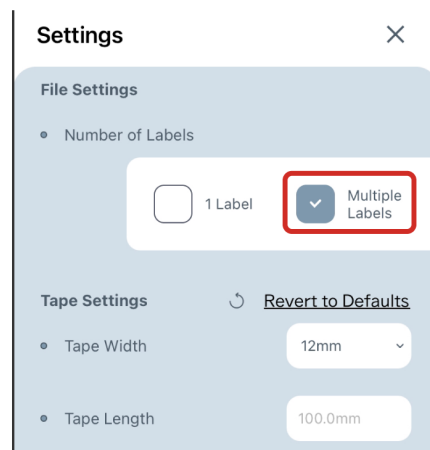 Settings
File Settings
Number of Labels
1 Label
Multiple
Labels
Tape Settings
Revert to Defaults
Tape Width
12mm
Tape Length
100.0mm